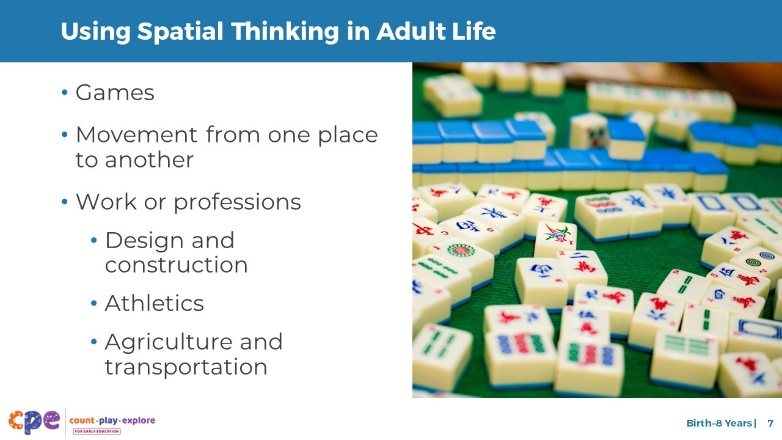 Using Spatial Thinking in Adult Life
• Games
• Movement from one place
to another
• Work or professions
• Design and
construction
• Athletics
• Agriculture and
transportation
cpe
count·play·explore
FOR EARLY EDUCATION
Birth–8 Years | 7